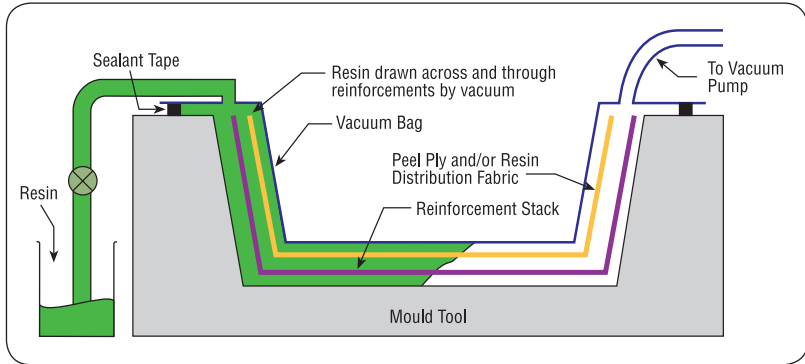 Sealant Tape
Resin drawn across and through
reinforcements by vacuum
To Vacuum
Pump
Vacuum Bag
Peel Ply and/or Resin
Distribution Fabric
Resin
Reinforcement Stack
Mould Tool